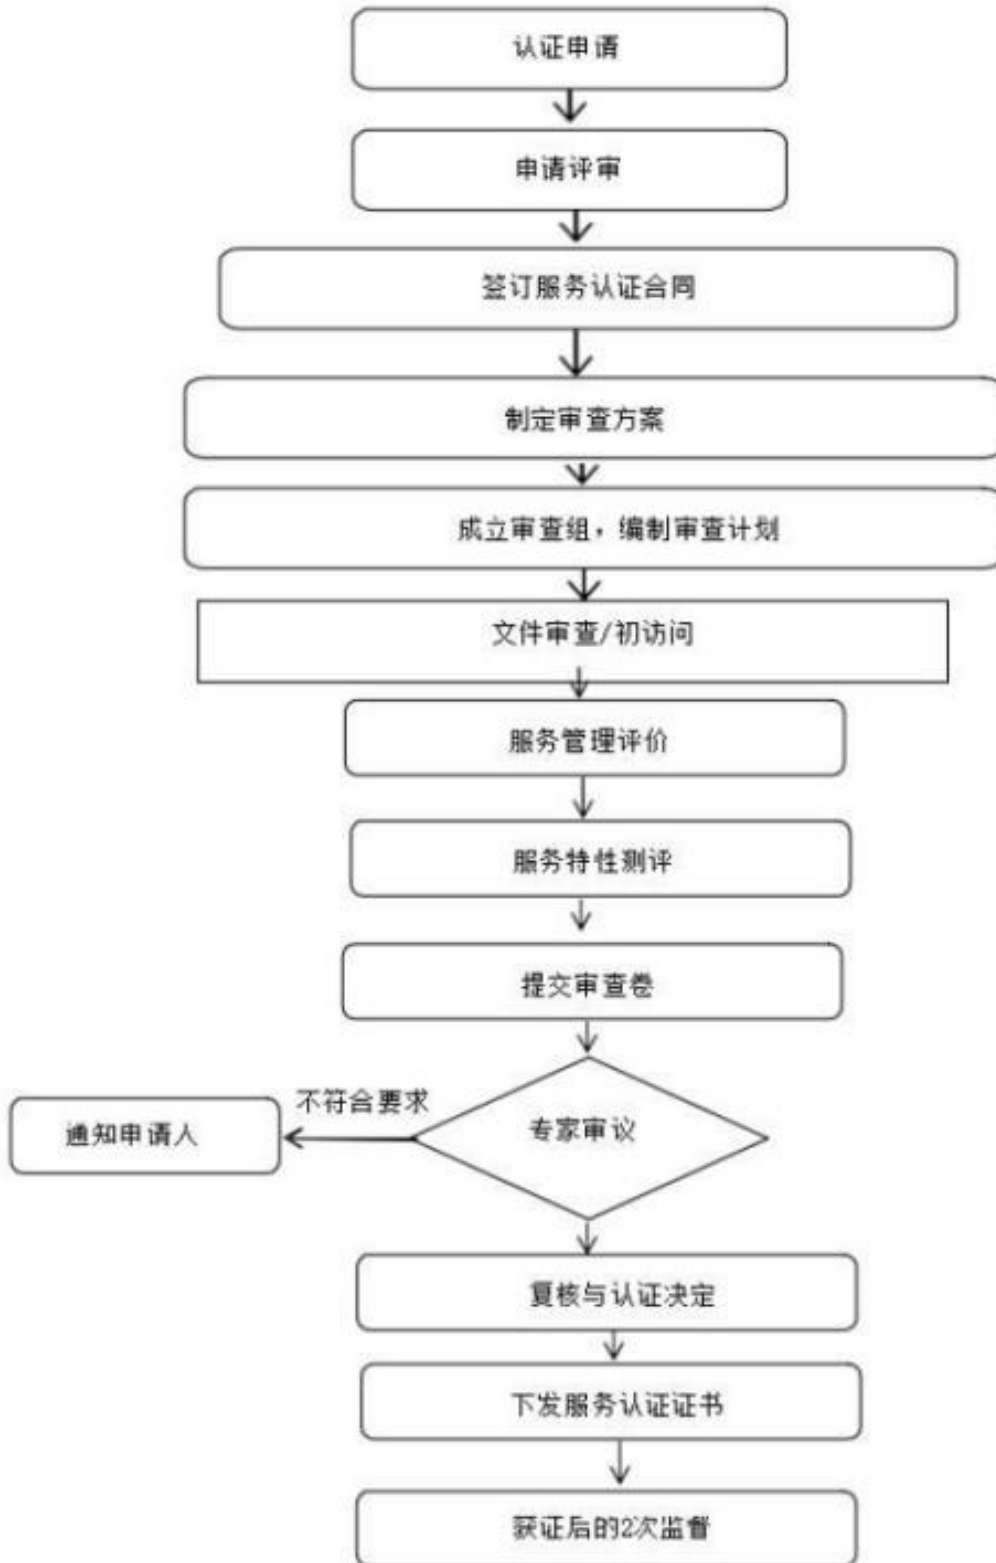 认证申请
申请评审
签订服务认证合同
制定审查方案
成立审查组，编制审查计划
文件审查/初访问
服务管理评价
服务特性测评
提交审查卷
不符合要求
通知申请人
专家审议
复核与认证决定
下发服务认证证书
获证后的2次监督